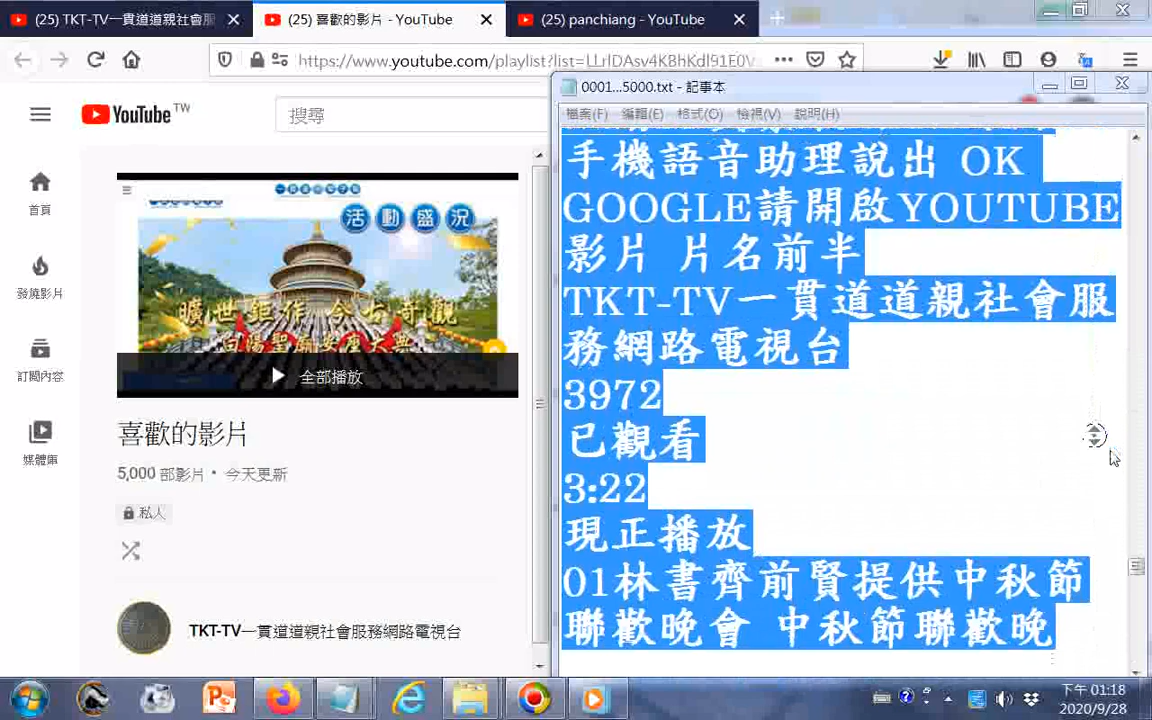 (25) TKT-TV一貫道道親社會服
(25) 喜歡的影片 - YouTube
(25) panchiang - YouTube
https://www.youtube.com/playlist?list=LLrIDAsv4KBhKdl91E0V
YouTube TW
搜尋
首頁
發燒影片
訂閱內容
媒體庫
活動盛況
曠世鉅作 今古奇觀
全部播放
喜歡的影片
5,000 部影片 • 今天更新
私人
TKT-TV一貫道道親社會服務網路電視台
0001...5000.txt - 記事本
檔案(F) 編輯(E) 格式(O) 檢視(V) 說明(H)
手機語音助理說出 OK
GOOGLE請開啟YOUTUBE
影片 片名前半
TKT-TV一貫道道親社會服
務網路電視台
3972
已觀看
3:22
現正播放
01林書齊前賢提供中秋節
聯歡晚會 中秋節聯歡晚
下午 01:18
2020/9/28